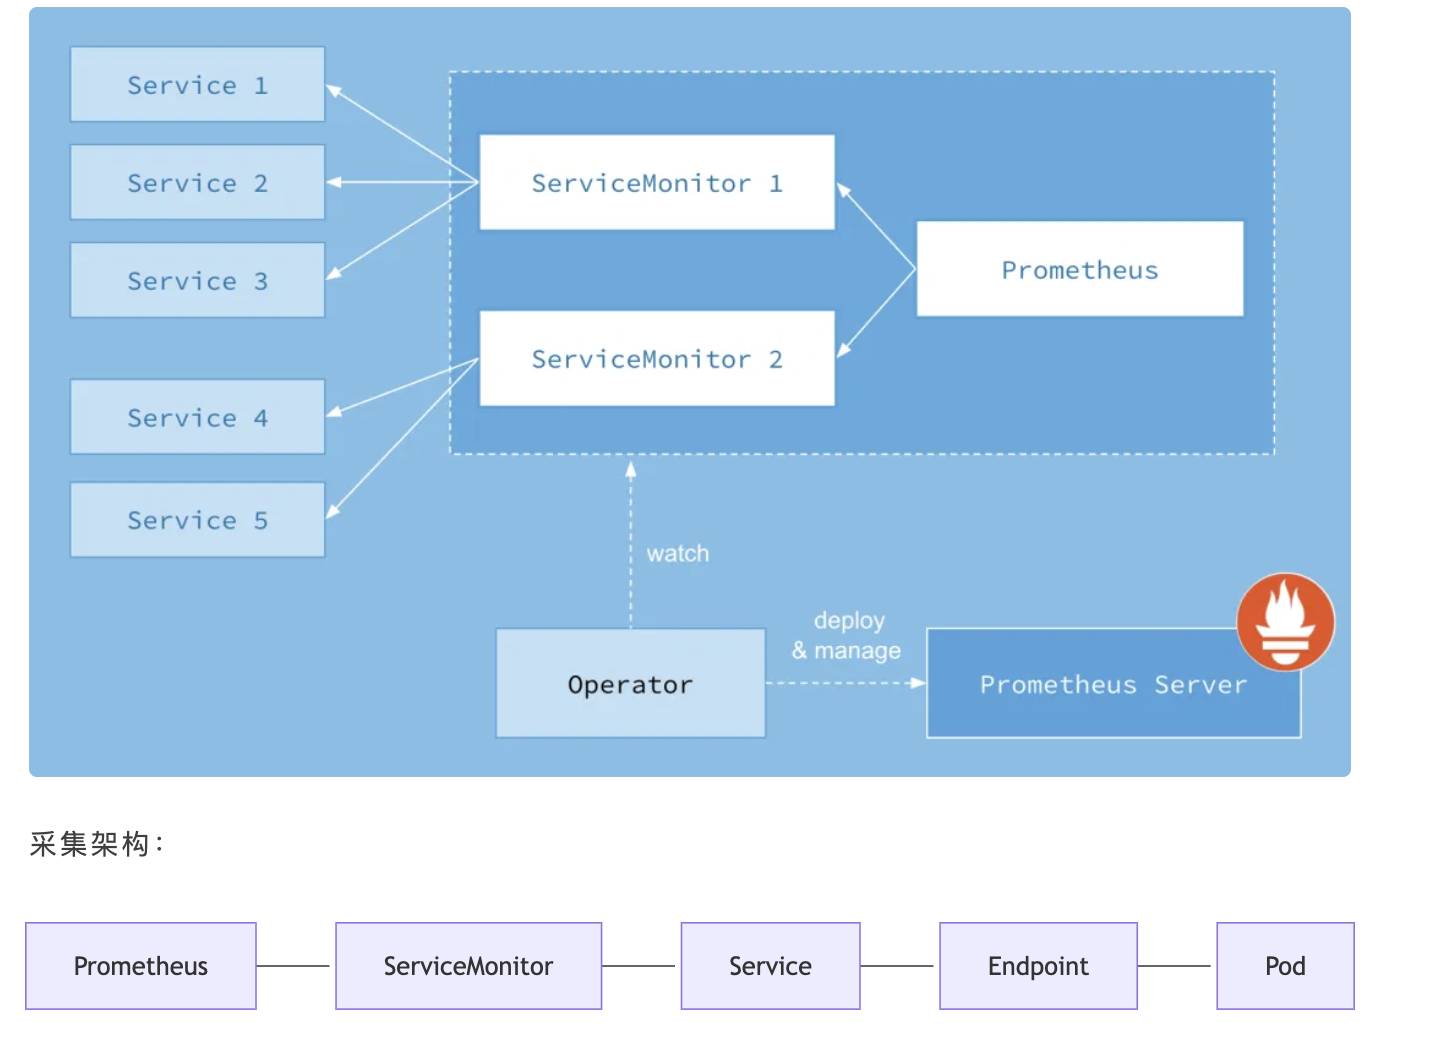 Service 1
Service 2
Service 3
Service 4
Service 5
ServiceMonitor 1
ServiceMonitor 2
Prometheus
watch
deploy
& manage
Operator
Prometheus Server
采集架构：
Prometheus
ServiceMonitor
Service
Endpoint
Pod